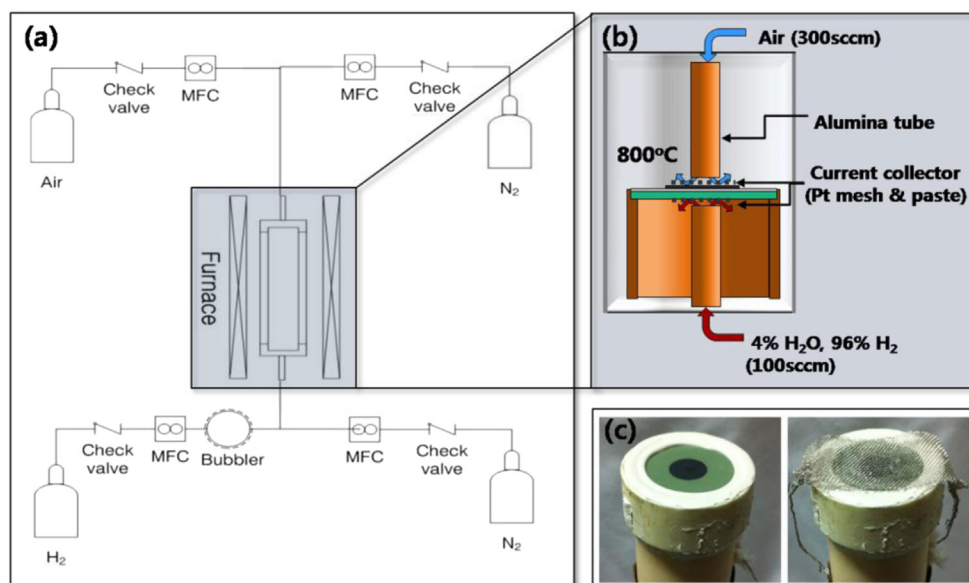 (a)
Check
valve
MFC
MFC
Check
valve
Air
N₂
Furnace
Check
valve
MFC
Bubbler
MFC
Check
valve
H₂
N₂
(b)
Air (300sccm)
Alumina tube
800°C
Current collector
(Pt mesh & paste)
4% H₂O, 96% H₂
(100sccm)
(c)